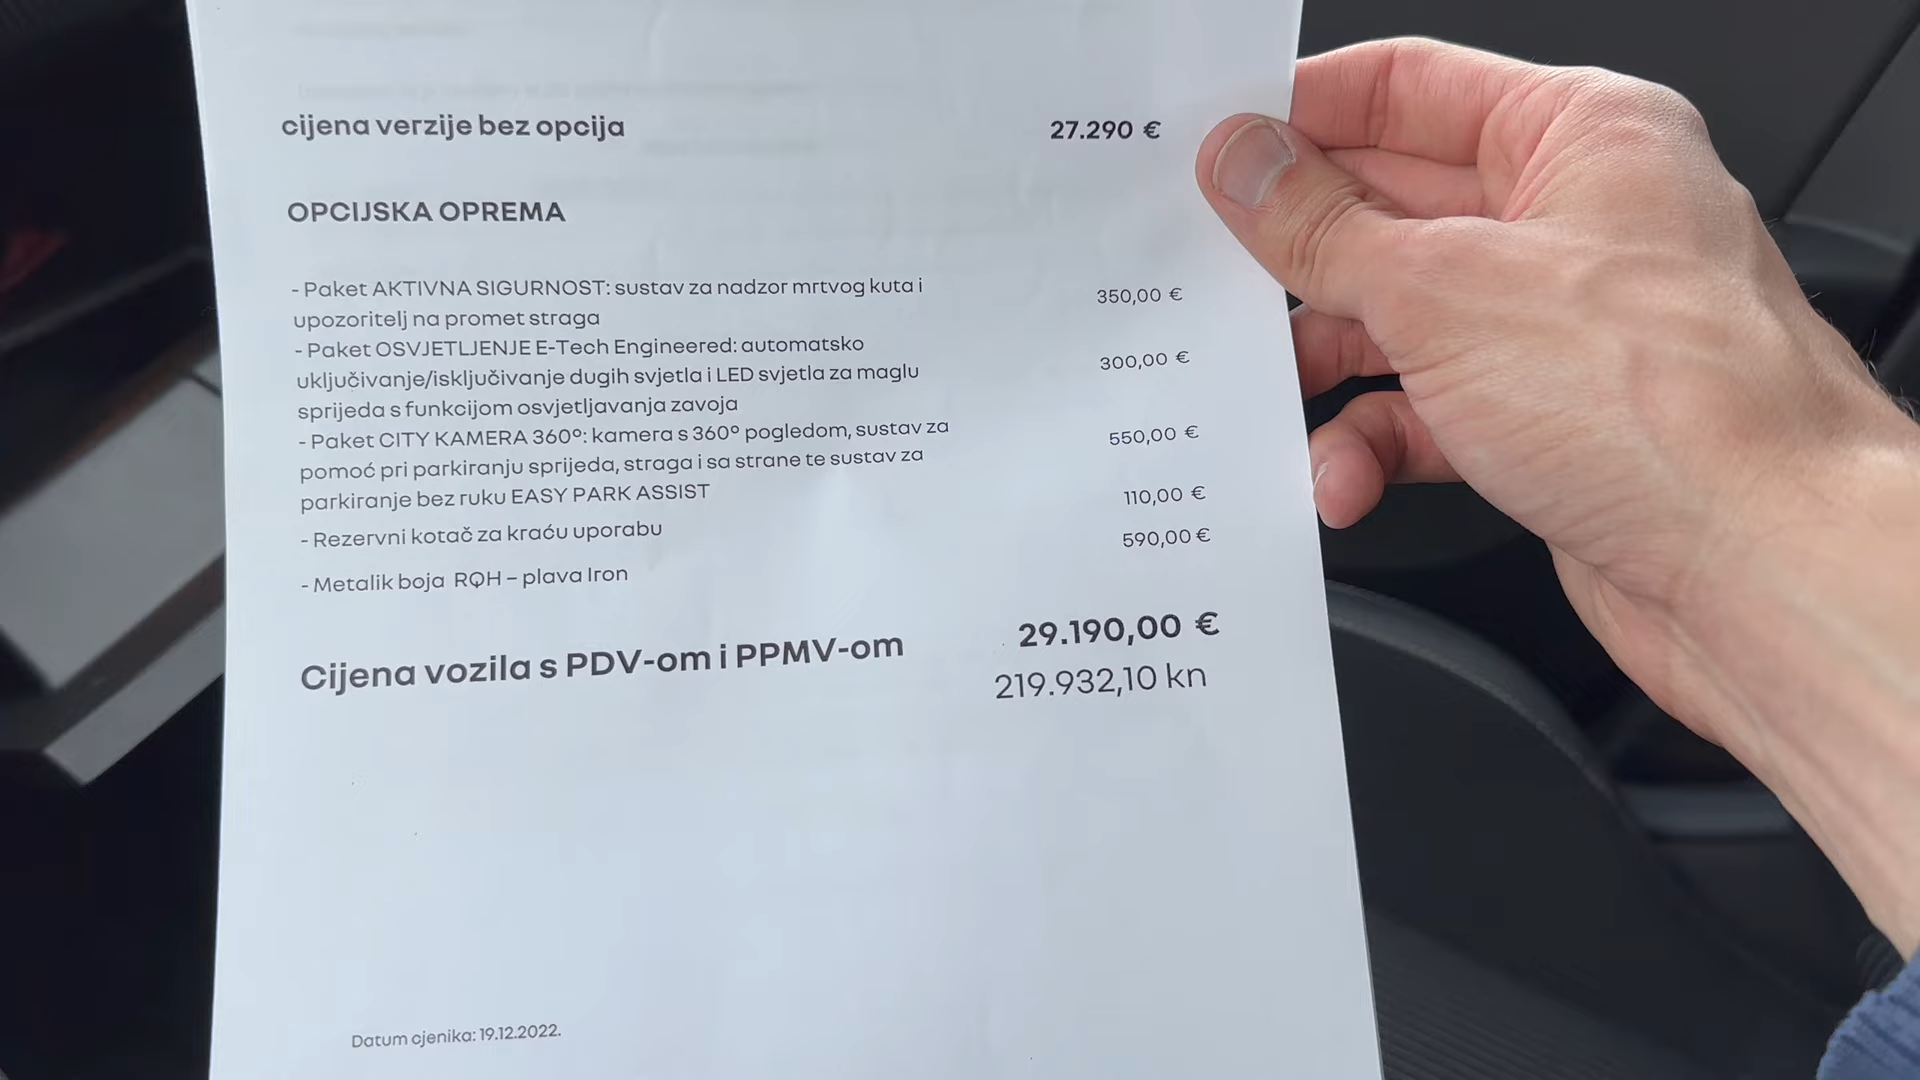 cijena verzije bez opcija 27.290 €
OPCIJSKA OPREMA
- Paket AKTIVNA SIGURNOST: sustav za nadzor mrtvog kuta i 350,00 €
upozoritelj na promet straga
- Paket OSVJETLJENJE E-Tech Engineered: automatsko 300,00 €
uključivanje/isključivanje dugih svjetla i LED svjetla za maglu
sprijeda s funkcijom osvjetljavanja zavoja
- Paket CITY KAMERA 360°: kamera s 360° pogledom, sustav za 550,00 €
pomoć pri parkiranju sprijeda, straga i sa strane te sustav za
parkiranje bez ruku EASY PARK ASSIST
- Rezervni kotač za kraću uporabu 110,00 €
- Metalik boja RQH – plava Iron 590,00 €
Cijena vozila s PDV-om i PPMV-om 29.190,00 €
219.932,10 kn
Datum cjenika: 19.12.2022.